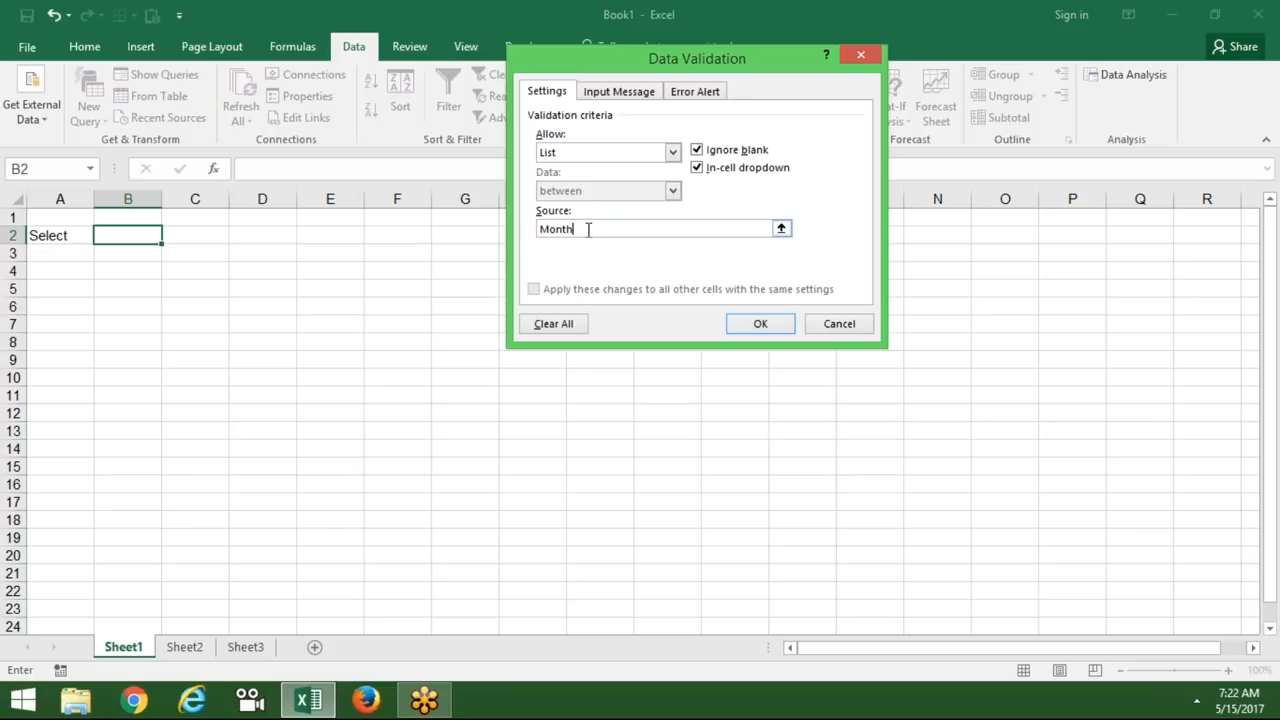 Book1 - Excel
Sign in
File Home Insert Page Layout Formulas Data Review View
Share
Get External Data
New Query
Show Queries
From Table
Recent Sources
Get & Transform
Refresh All
Connections
Properties
Edit Links
Connections
Sort
Filter
Sort & Filter
Forecast Sheet
Group
Ungroup
Subtotal
Outline
Data Analysis
Analysis
Data Validation
?
Settings Input Message Error Alert
Validation criteria
Allow:
List
Ignore blank
In-cell dropdown
Data:
between
Source:
Month
Apply these changes to all other cells with the same settings
Clear All OK Cancel
B2
fx
A B C D E F G N O P Q R
1
2 Select
3
4
5
6
7
8
9
10
11
12
13
14
15
16
17
18
19
20
21
22
23
24
Sheet1 Sheet2 Sheet3
Enter
100%
7:22 AM
5/15/2017